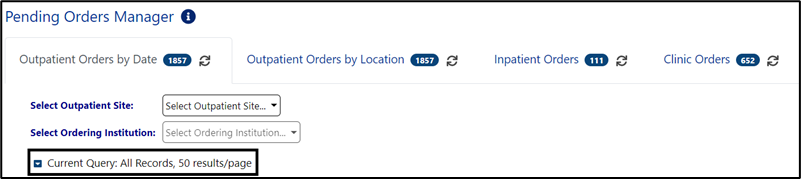 Pending Orders Manager i
Outpatient Orders by Date 1857 Outpatient Orders by Location 1857 Inpatient Orders 111 Clinic Orders 652
Select Outpatient Site: Select Outpatient Site...
Select Ordering Institution: Select Ordering Institution...
Current Query: All Records, 50 results/page